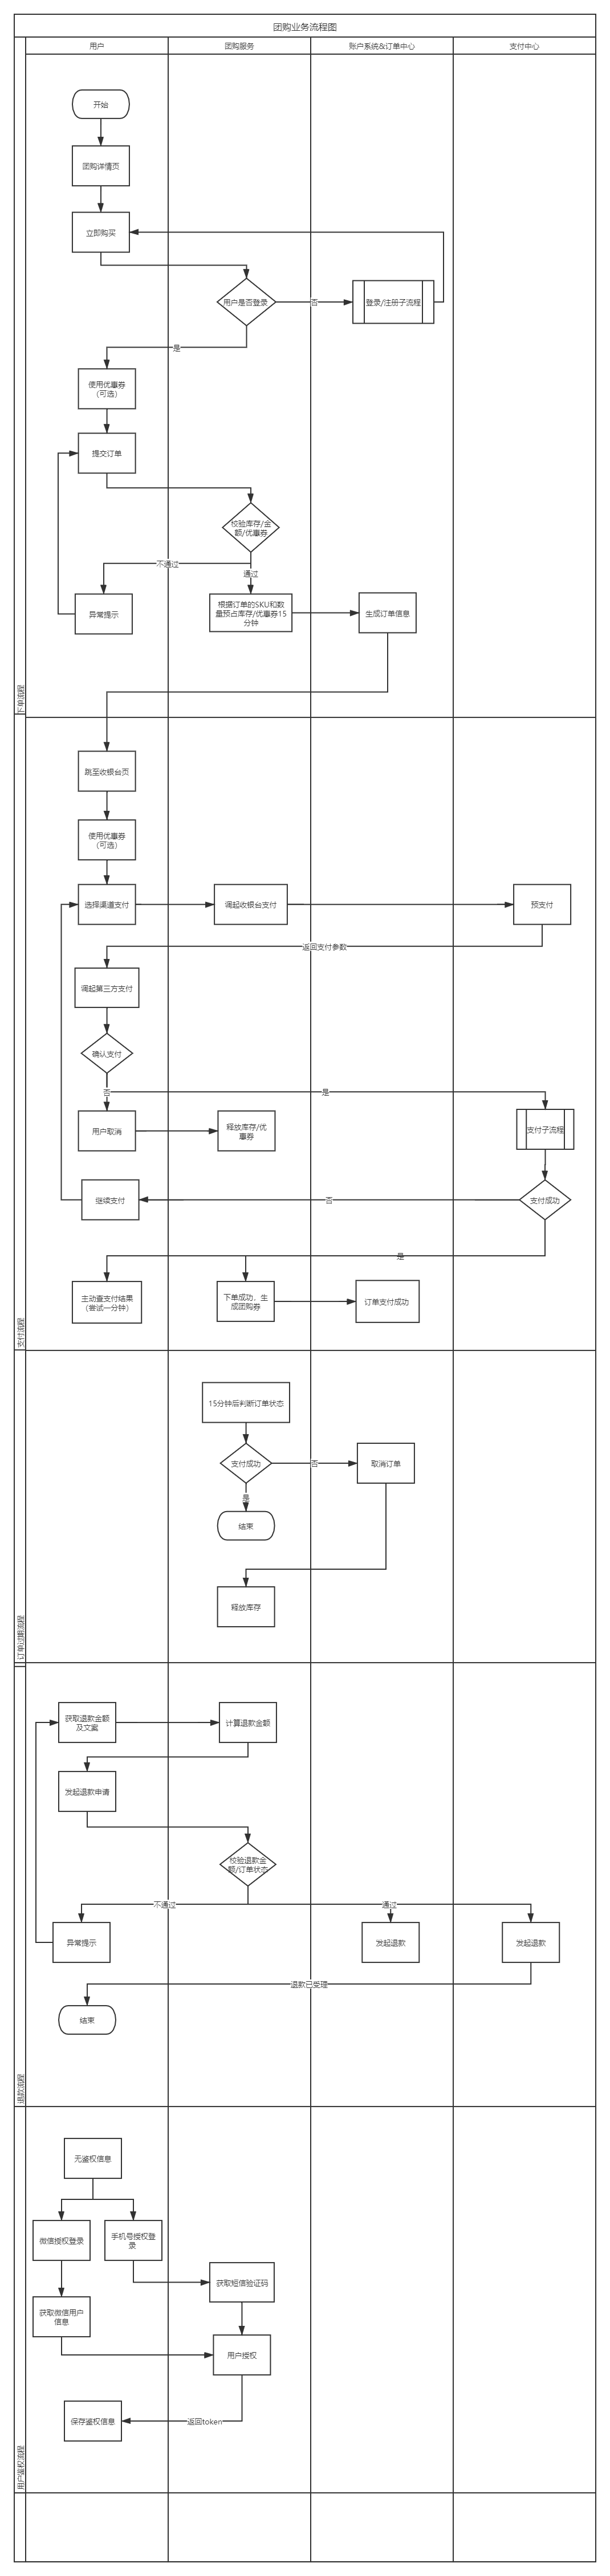 团购业务流程图
用户
团购服务
账户系统&订单中心
支付中心
开始
团购详情页
立即购买
用户是否登录
否
登录/注册子流程
是
使用优惠券
（可选）
提交订单
校验库存/金
额/优惠券
不通过
通过
异常提示
根据订单的SKU和数
量预占库存/优惠券15
分钟
生成订单信息
下单流程
跳至收银台页
使用优惠券
（可选）
选择渠道支付
调起收银台支付
预支付
返回支付参数
调起第三方支付
确认支付
否
是
用户取消
释放库存/优
惠券
支付子流程
继续支付
否
支付成功
是
主动查支付结果
（尝试一分钟）
下单成功，生
成团购券
订单支付成功
支付流程
15分钟后判断订单状态
支付成功
否
取消订单
是
结束
释放库存
订单过期流程
获取退款金额
及文案
计算退款金额
发起退款申请
校验退款金
额/订单状态
不通过
通过
异常提示
发起退款
发起退款
退款已受理
结束
退款流程
无鉴权信息
微信授权登录
手机号授权登
录
获取短信验证码
获取微信用户
信息
用户授权
保存鉴权信息
返回token
用户鉴权流程